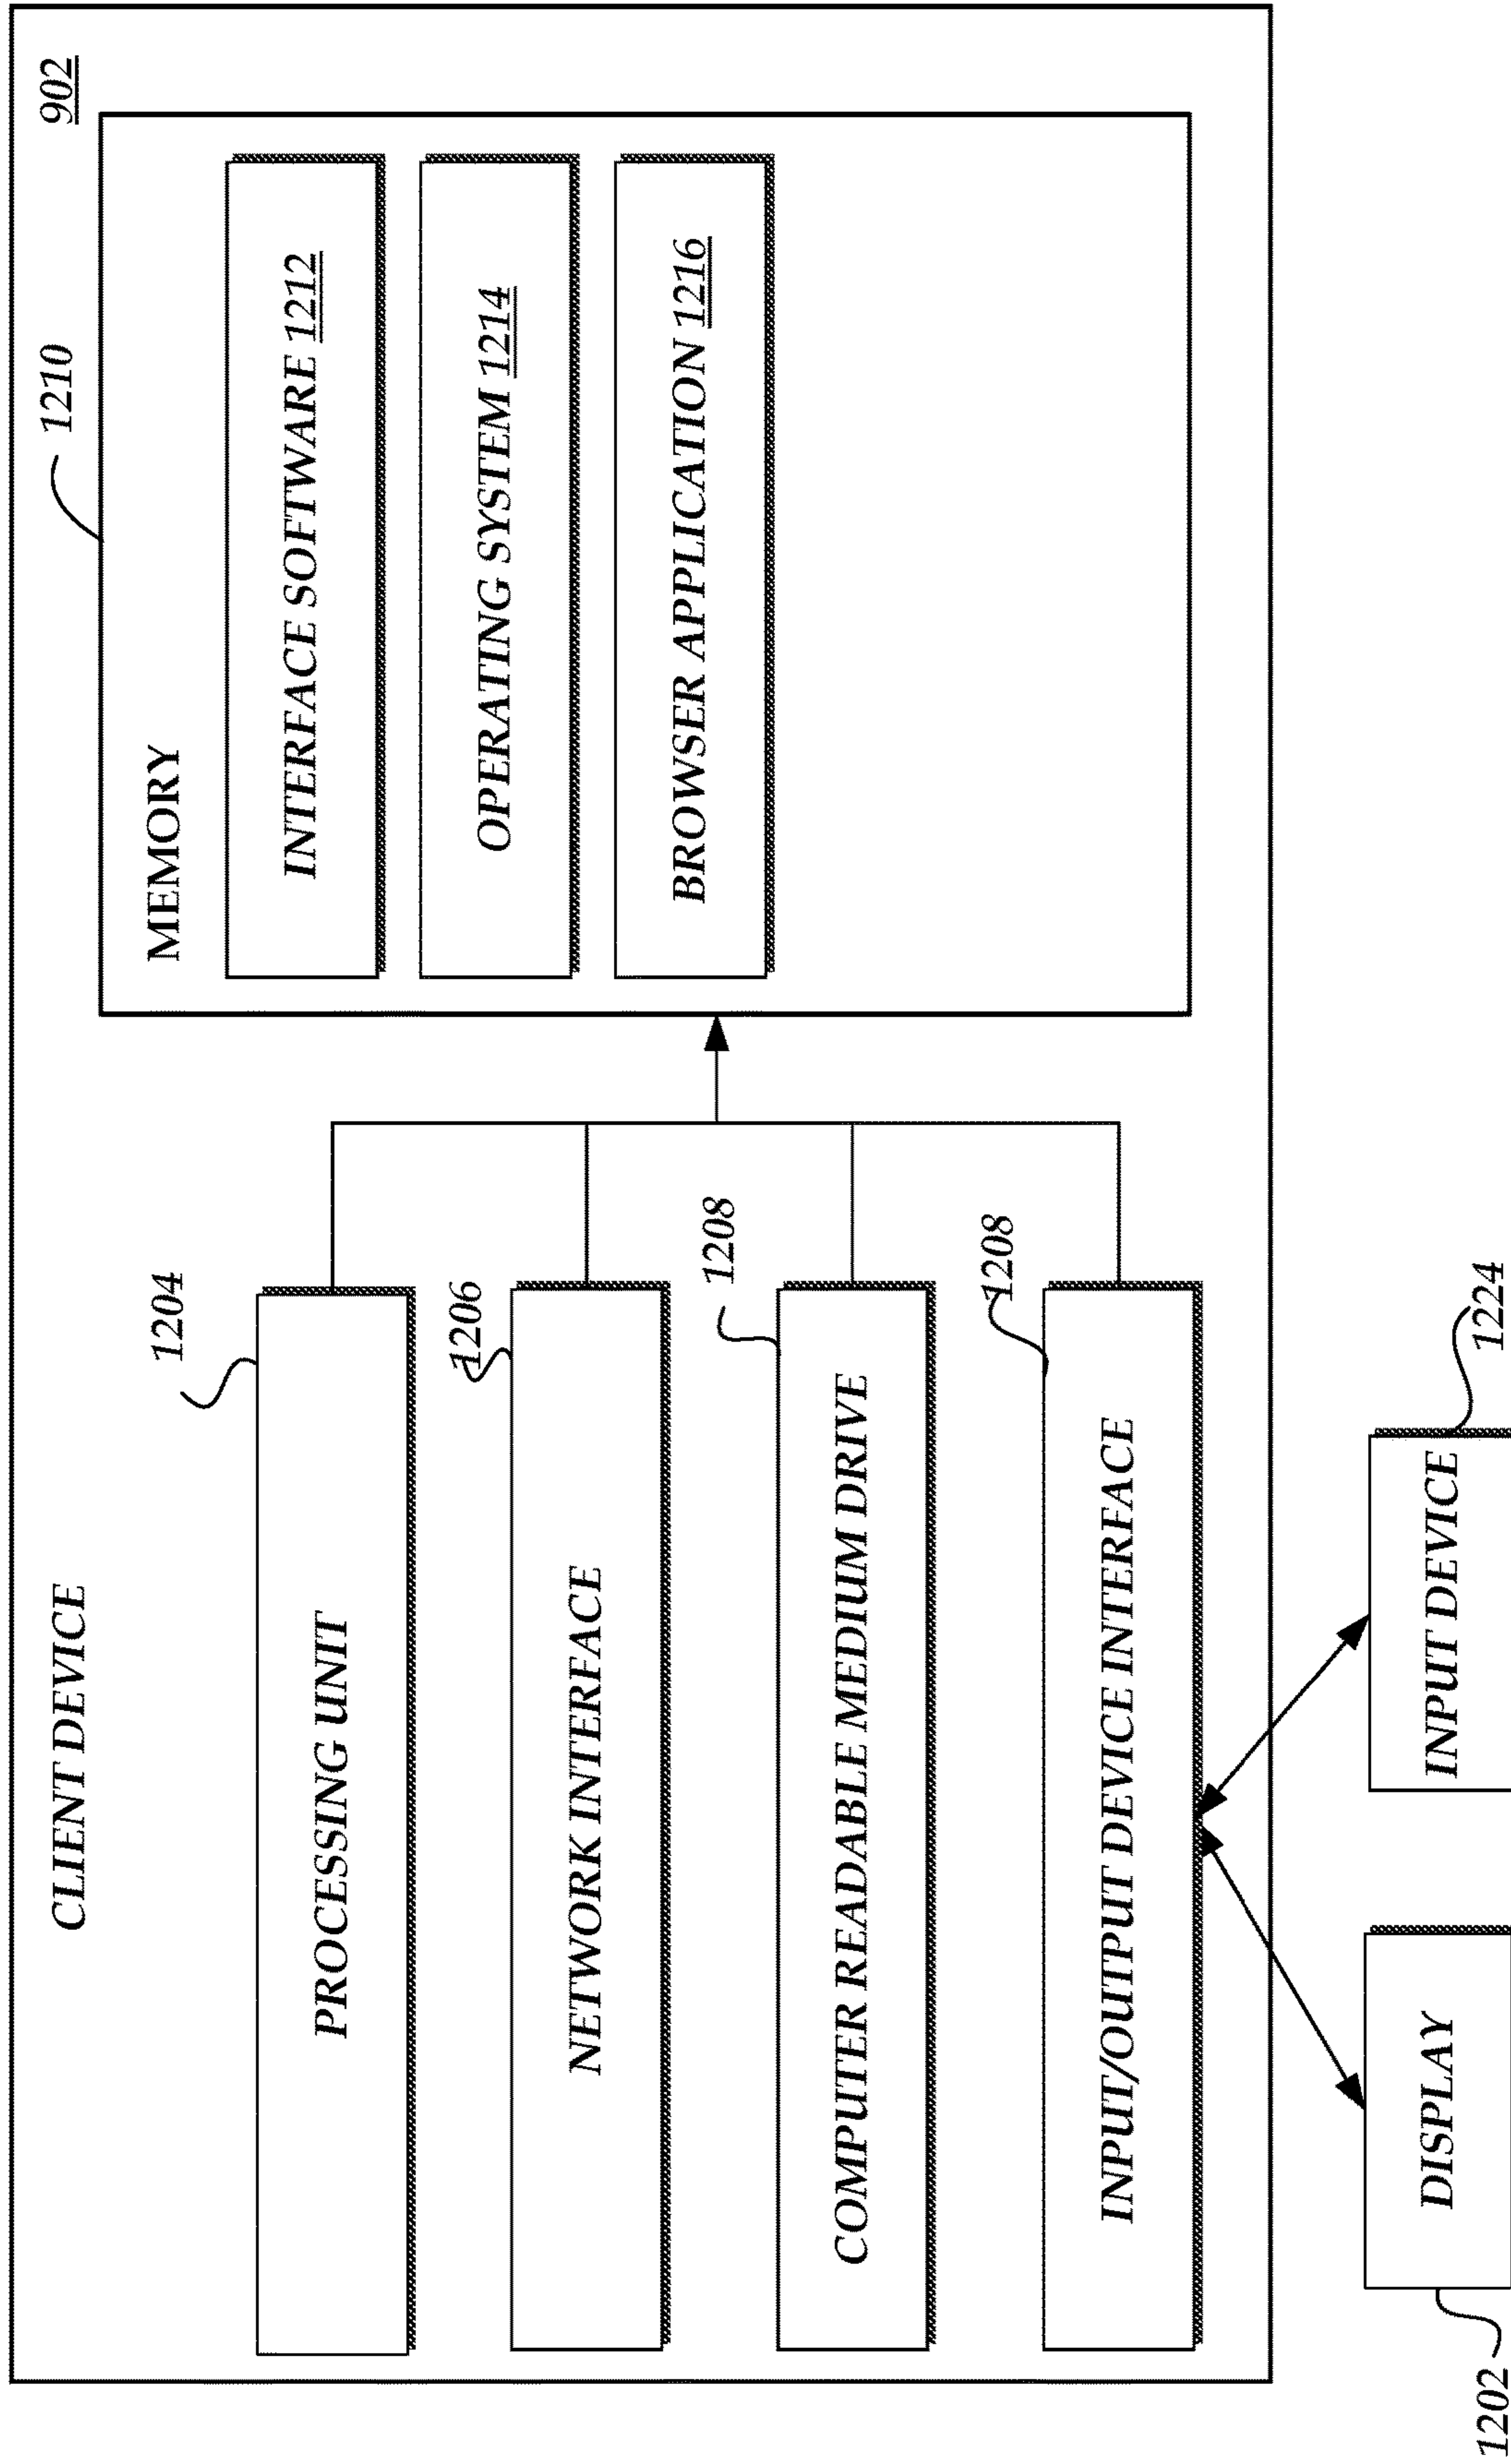 CLIENT DEVICE
902
1210
MEMORY
1204
PROCESSING UNIT
INTERFACE SOFTWARE 1212
1206
NETWORK INTERFACE
OPERATING SYSTEM 1214
1208
COMPUTER READABLE MEDIUM DRIVE
BROWSER APPLICATION 1216
1208
INPUT/OUTPUT DEVICE INTERFACE
1202
DISPLAY
INPUT DEVICE
1224